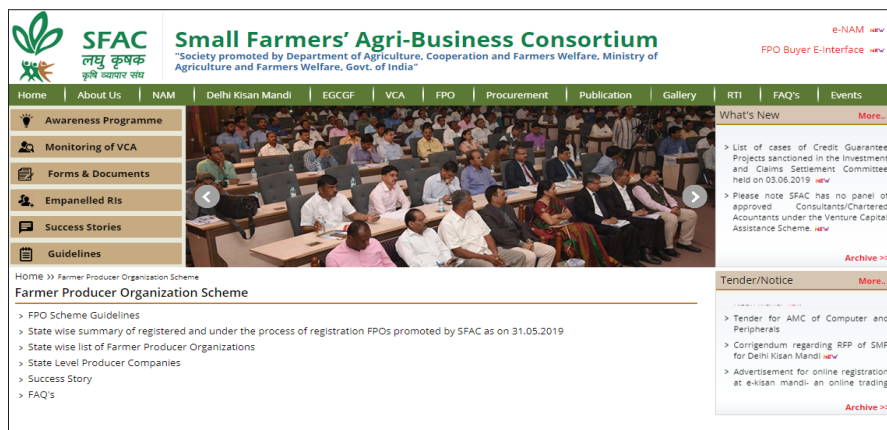 SFAC
लघु कृषक
कृषि व्यापार संघ
Small Farmers' Agri-Business Consortium
"Society promoted by Department of Agriculture, Cooperation and Farmers Welfare, Ministry of
Agriculture and Farmers Welfare, Govt. of India"
e-NAM NEW
FPO Buyer E-Interface NEW
Home About Us NAM Delhi Kisan Mandi EGCGF VCA FPO Procurement Publication Gallery RTI FAQ's Events
Awareness Programme
Monitoring of VCA
Forms & Documents
Empanelled RIs
Success Stories
Guidelines
What's New More..
> List of cases of Credit Guarantee
Projects sanctioned in the Investment
and Claims Settlement Committee
held on 03.06.2019 NEW
> Please note SFAC has no panel of
approved Consultants/Chartered
Acountants under the Venture Capital
Assistance Scheme. NEW
Archive >>
Home >> Farmer Producer Organization Scheme
Farmer Producer Organization Scheme
> FPO Scheme Guidelines
> State wise summary of registered and under the process of registration FPOs promoted by SFAC as on 31.05.2019
> State wise list of Farmer Producer Organizations
> State Level Producer Companies
> Success Story
> FAQ's
Tender/Notice More..
> Tender for AMC of Computer and
Peripherals
> Corrigendum regarding RFP of SMF
for Delhi Kisan Mandi NEW
> Advertisement for online registration
at e-kisan mandi- an online trading
Archive >>